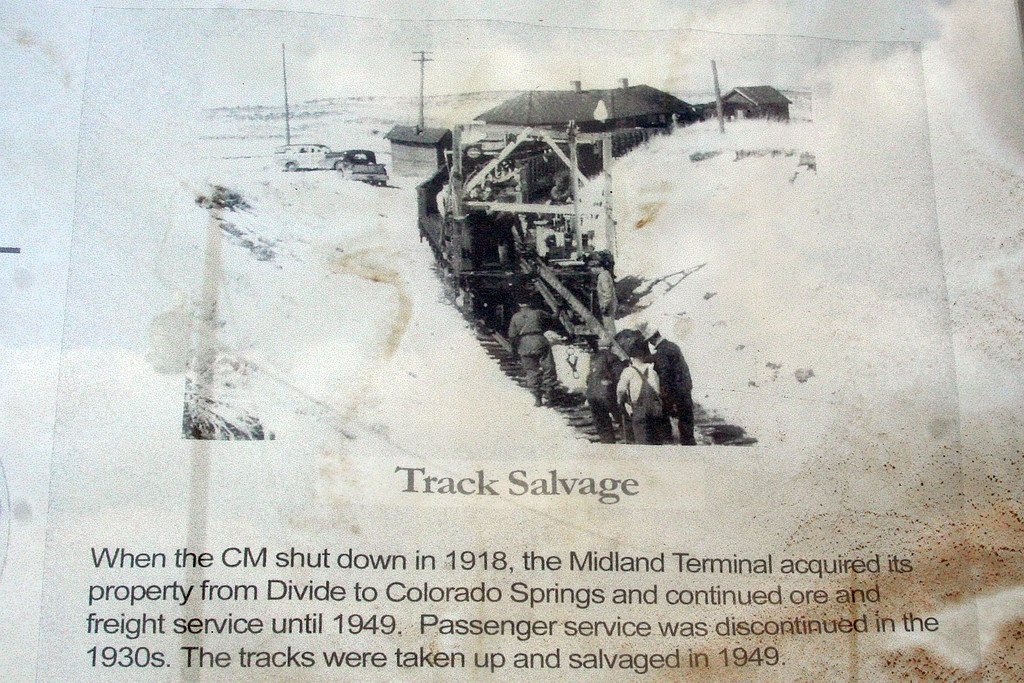 Track Salvage
When the CM shut down in 1918, the Midland Terminal acquired its
property from Divide to Colorado Springs and continued ore and
freight service until 1949. Passenger service was discontinued in the
1930s. The tracks were taken up and salvaged in 1949.